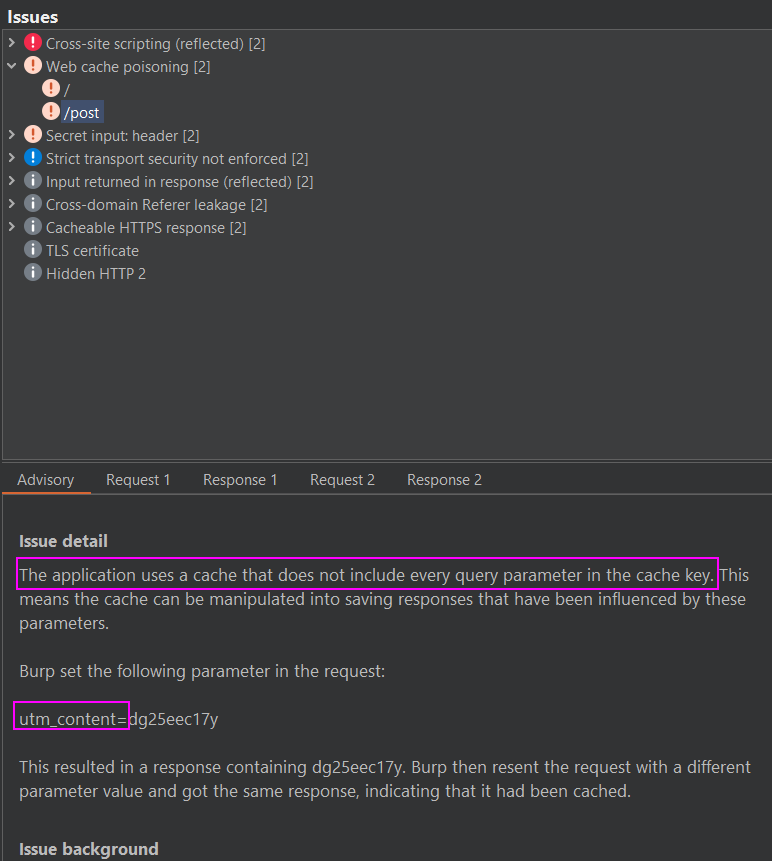 Issues
Cross-site scripting (reflected) [2]
Web cache poisoning [2]
/
/post
Secret input: header [2]
Strict transport security not enforced [2]
Input returned in response (reflected) [2]
Cross-domain Referer leakage [2]
Cacheable HTTPS response [2]
TLS certificate
Hidden HTTP 2
Advisory Request 1 Response 1 Request 2 Response 2
Issue detail
The application uses a cache that does not include every query parameter in the cache key. This
means the cache can be manipulated into saving responses that have been influenced by these
parameters.
Burp set the following parameter in the request:
utm_content=dg25eec17y
This resulted in a response containing dg25eec17y. Burp then resent the request with a different
parameter value and got the same response, indicating that it had been cached.
Issue background